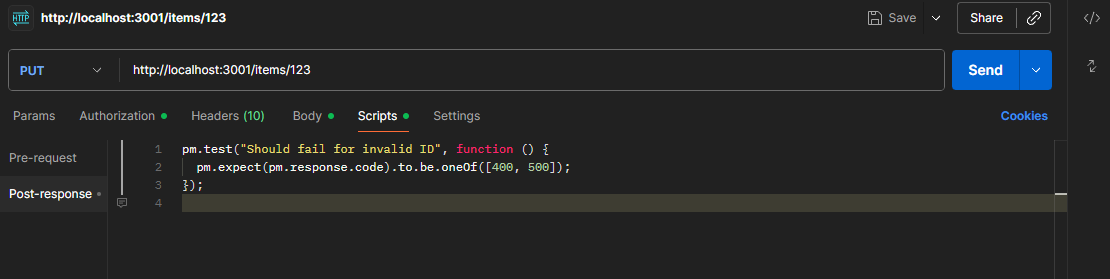 HTTP http://localhost:3001/items/123 Save Share </>
PUT http://localhost:3001/items/123 Send
Params Authorization Headers (10) Body Scripts Settings Cookies
Pre-request
Post-response
1 pm.test("Should fail for invalid ID", function () {
2 pm.expect(pm.response.code).to.be.oneOf([400, 500]);
3 });
4